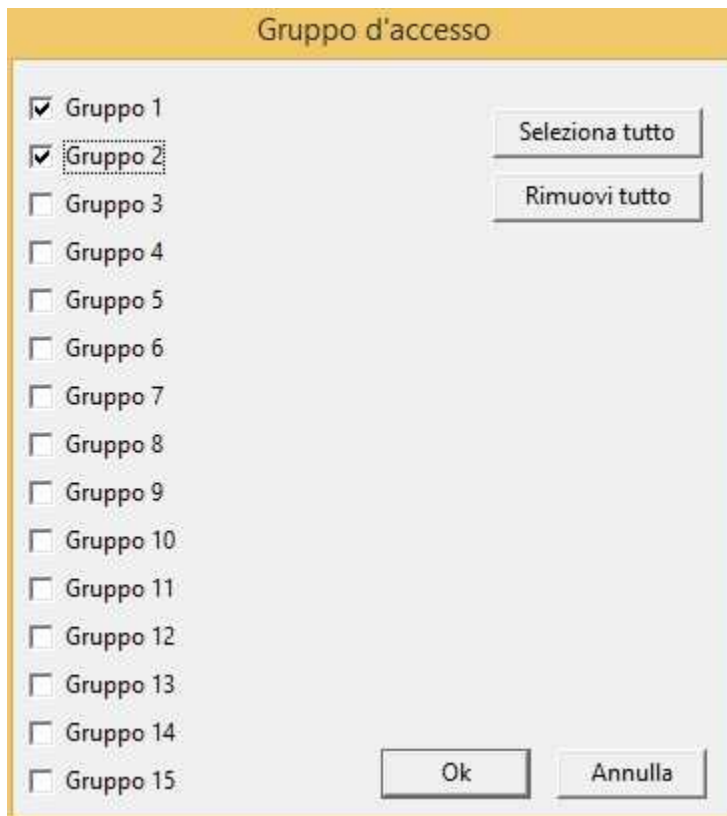 Gruppo d'accesso
Gruppo 1
Gruppo 2
Gruppo 3
Gruppo 4
Gruppo 5
Gruppo 6
Gruppo 7
Gruppo 8
Gruppo 9
Gruppo 10
Gruppo 11
Gruppo 12
Gruppo 13
Gruppo 14
Gruppo 15
Seleziona tutto
Rimuovi tutto
Ok
Annulla